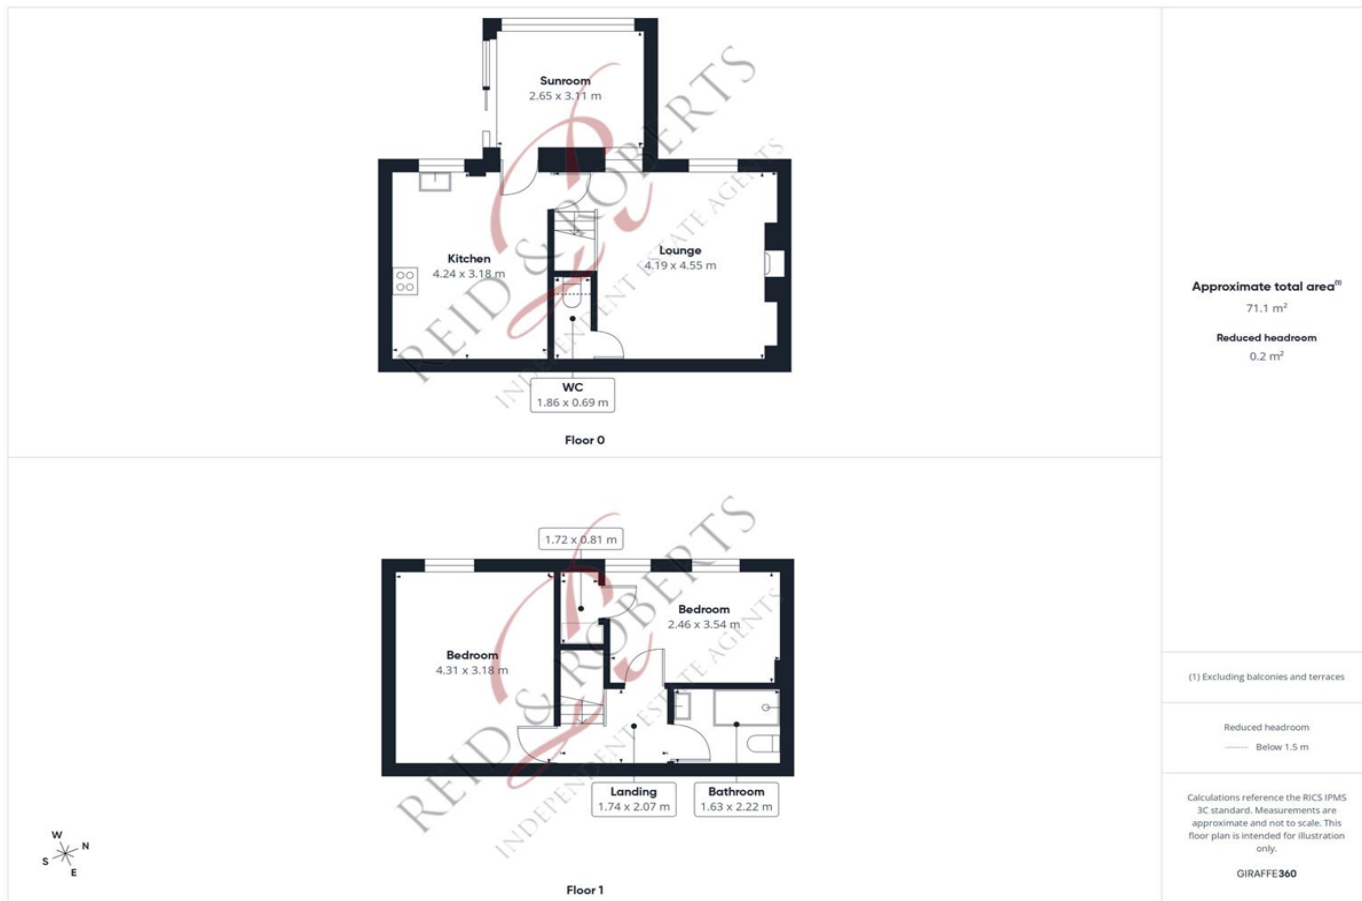 Sunroom
2.65 x 3.11 m
Kitchen
4.24 x 3.18 m
Lounge
4.19 x 4.55 m
WC
1.86 x 0.69 m
Floor 0
REID & ROBERTS
INDEPENDENT ESTATE AGENTS
1.72 x 0.81 m
Bedroom
2.46 x 3.54 m
Bedroom
4.31 x 3.18 m
Landing
1.74 x 2.07 m
Bathroom
1.63 x 2.22 m
Floor 1
REID & ROBERTS
INDEPENDENT ESTATE AGENTS
W
N
S
E
Approximate total area(1)
71.1 m²
Reduced headroom
0.2 m²
(1) Excluding balconies and terraces
Reduced headroom
Below 1.5 m
Calculations reference the RICS IPMS
3C standard. Measurements are
approximate and not to scale. This
floor plan is intended for illustration
only.
GIRAFFE360